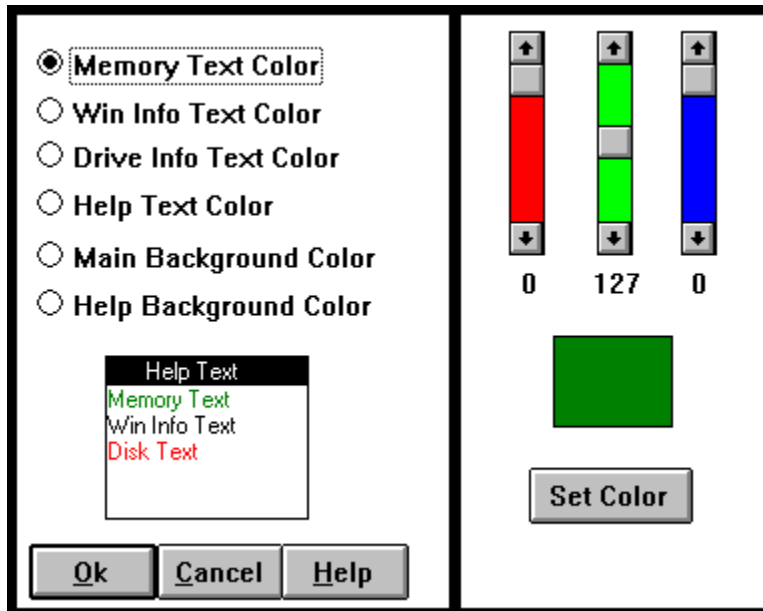 Memory Text Color
Win Info Text Color
Drive Info Text Color
Help Text Color
Main Background Color
Help Background Color
Help Text
Memory Text
Win Info Text
Disk Text
Ok Cancel Help
0 127 0
Set Color